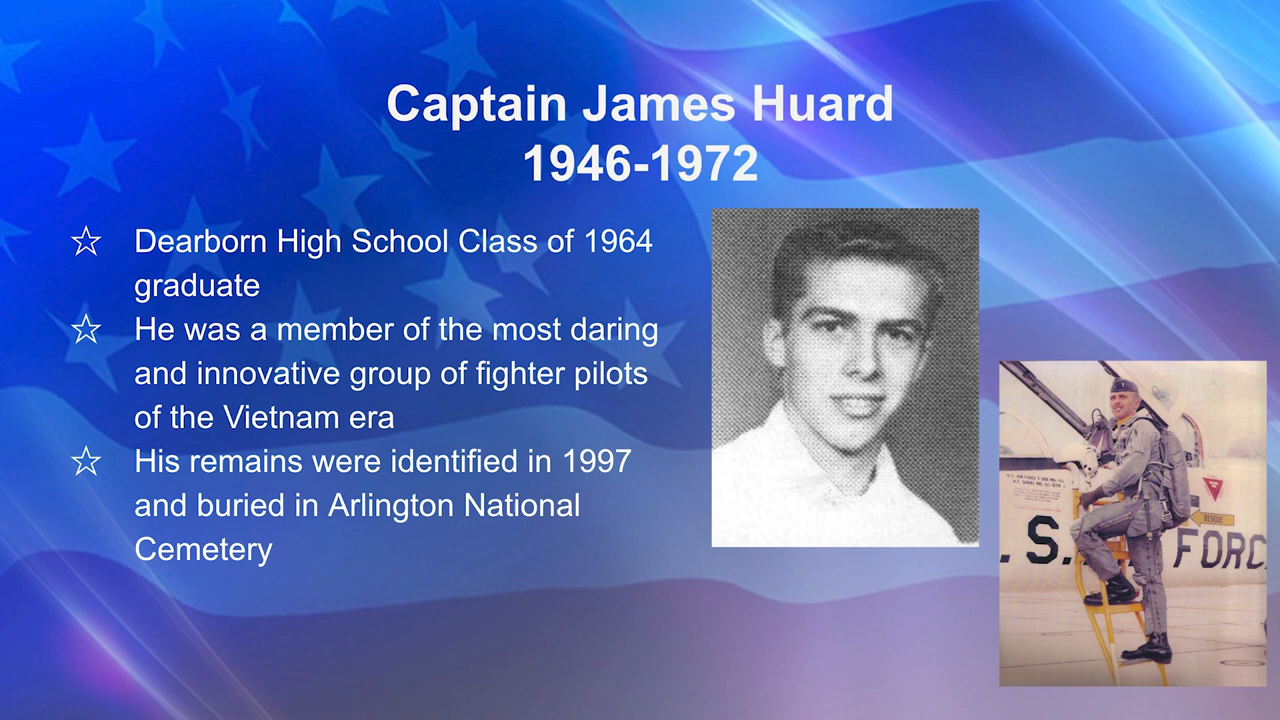 Captain James Huard
1946-1972
☆ Dearborn High School Class of 1964
graduate
☆ He was a member of the most daring
and innovative group of fighter pilots
of the Vietnam era
☆ His remains were identified in 1997
and buried in Arlington National
Cemetery
RESCUE
. S. FORC